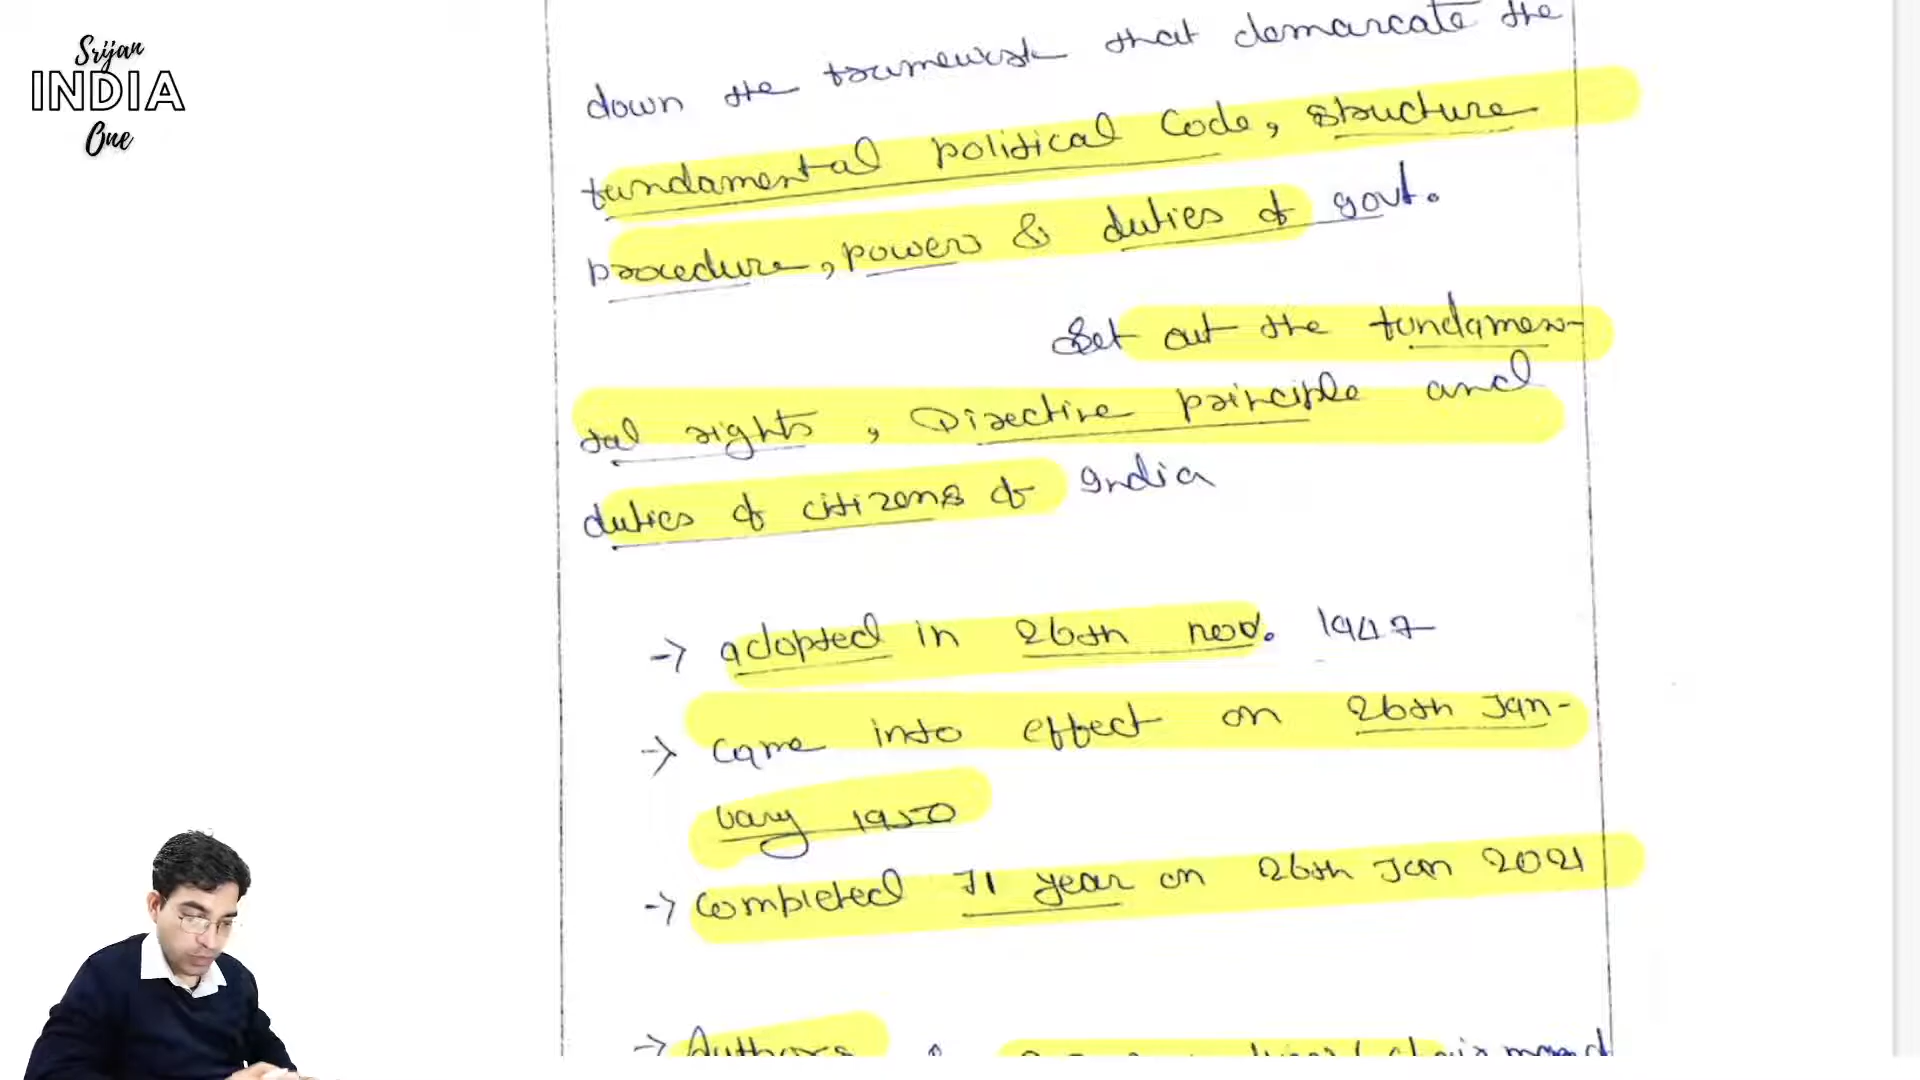 Srijan
INDIA
One
down the framework that demarcate the
fundamental political Code, structure
procedure, powers & duties of govt.
Set out the fundamen-
tal rights, Directive principle and
duties of citizens of India
-> adopted in 26th nov. 1947
-> came into effect on 26th Jan-
uary 1950
-> completed 71 year on 26th Jan 2021
-> Authors